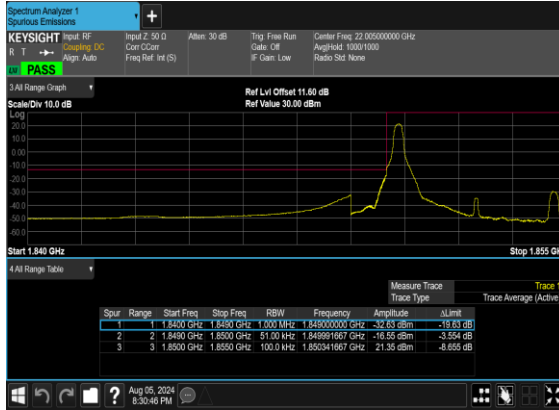 Spectrum Analyzer 1
Spurious Emissions
KEYSIGHT Input: RF Input Z: 50 Ω Atten: 30 dB Trig: Free Run Center Freq: 22.005000000 GHz
R T Coupling: DC Corr CCorr Gate: Off Avg|Hold: 1000/1000
Align: Auto Freq Ref: Int (S) IF Gain: Low Radio Std: None
PASS
3 All Range Graph
Ref Lvl Offset 11.60 dB
Scale/Div 10.0 dB Ref Value 30.00 dBm
Log
20.0
10.0
0.00
-10.0
-20.0
-30.0
-40.0
-50.0
-60.0
Start 1.840 GHz Stop 1.855 GH
4 All Range Table
Measure Trace Trace 1
Trace Type Trace Average (Active
Spur Range Start Freq Stop Freq RBW Frequency Amplitude ΔLimit
1 1 1.8400 GHz 1.8490 GHz 1.000 MHz 1.849000000 GHz -32.63 dBm -19.63 dB
2 2 1.8490 GHz 1.8500 GHz 51.00 kHz 1.849991667 GHz -16.55 dBm -3.554 dB
3 3 1.8500 GHz 1.8550 GHz 100.0 kHz 1.850341667 GHz 21.35 dBm -8.655 dB
Aug 05, 2024
8:30:46 PM